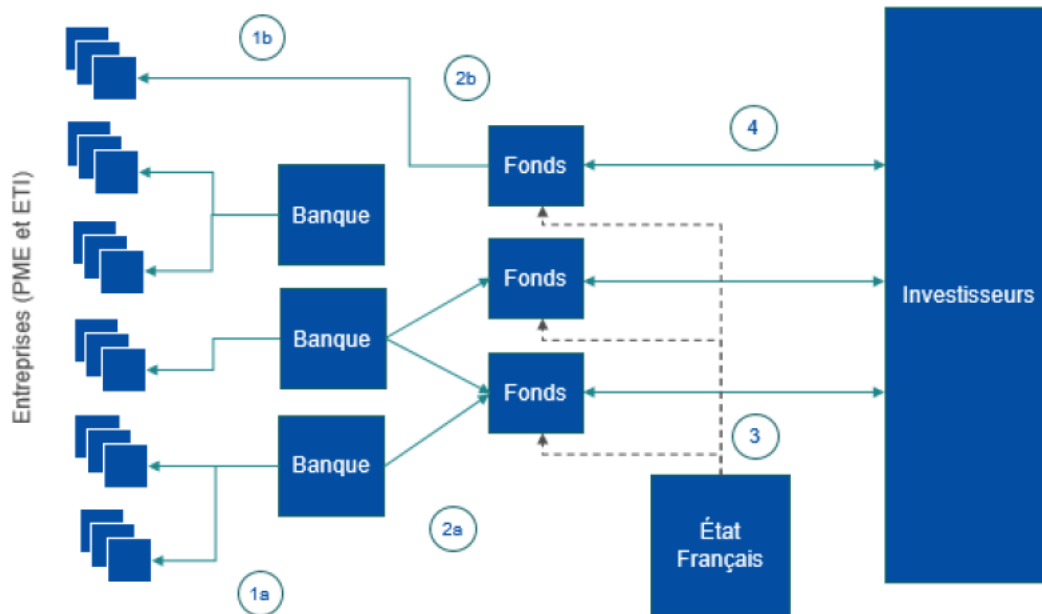 1b
2b
4
Fonds
Banque
Entreprises (PME et ETI)
Fonds
Investisseurs
Banque
Fonds
3
Banque
2a
État
Français
1a